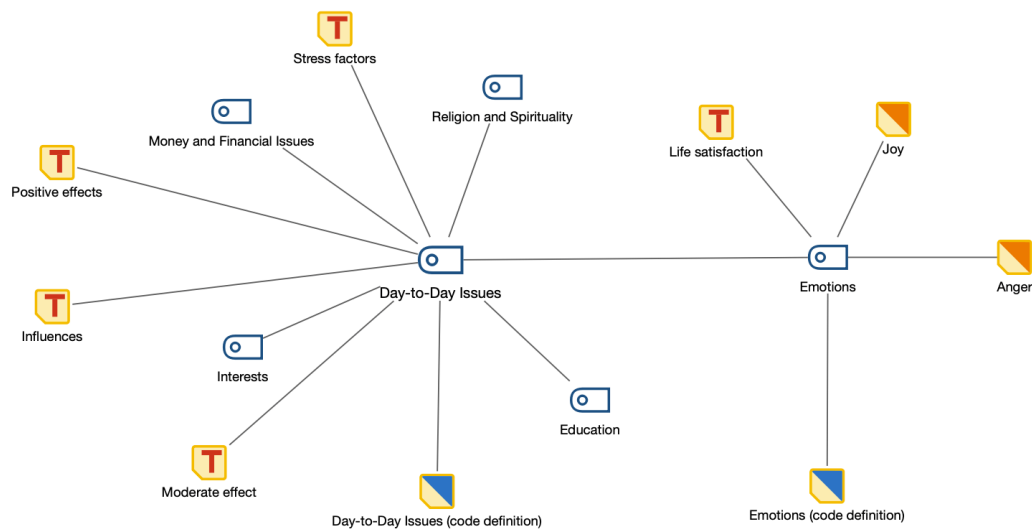 Stress factors
Religion and Spirituality
Money and Financial Issues
Life satisfaction
Joy
Positive effects
Day-to-Day Issues
Emotions
Anger
Influences
Interests
Education
Moderate effect
Day-to-Day Issues (code definition)
Emotions (code definition)
T
T
T
T
T